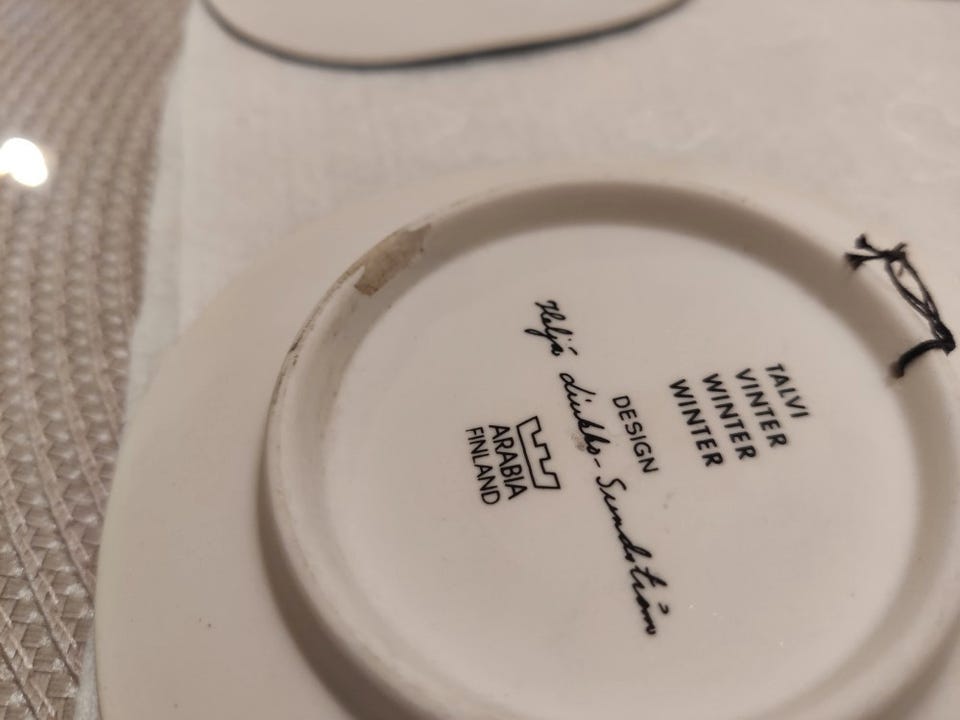 TALVI
VINTER
WINTER
WINTER
DESIGN
Heljä Liukko-Sundström
ARABIA
FINLAND